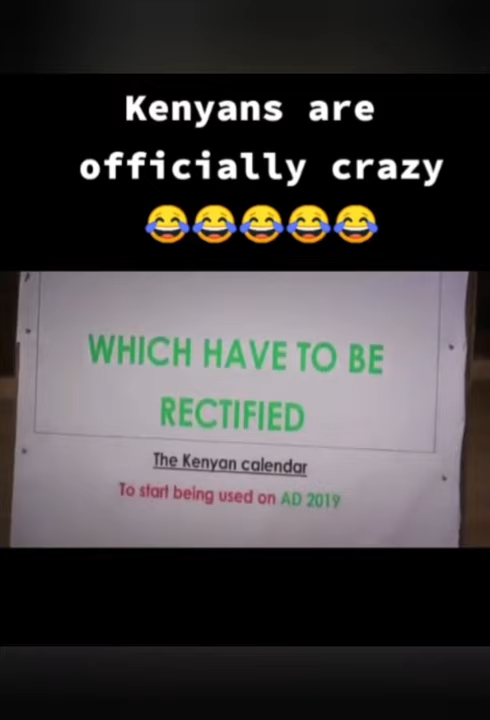 Kenyans are
officially crazy
😂😂😂😂😂
WHICH HAVE TO BE
RECTIFIED
The Kenyan calendar
To start being used on AD 2019